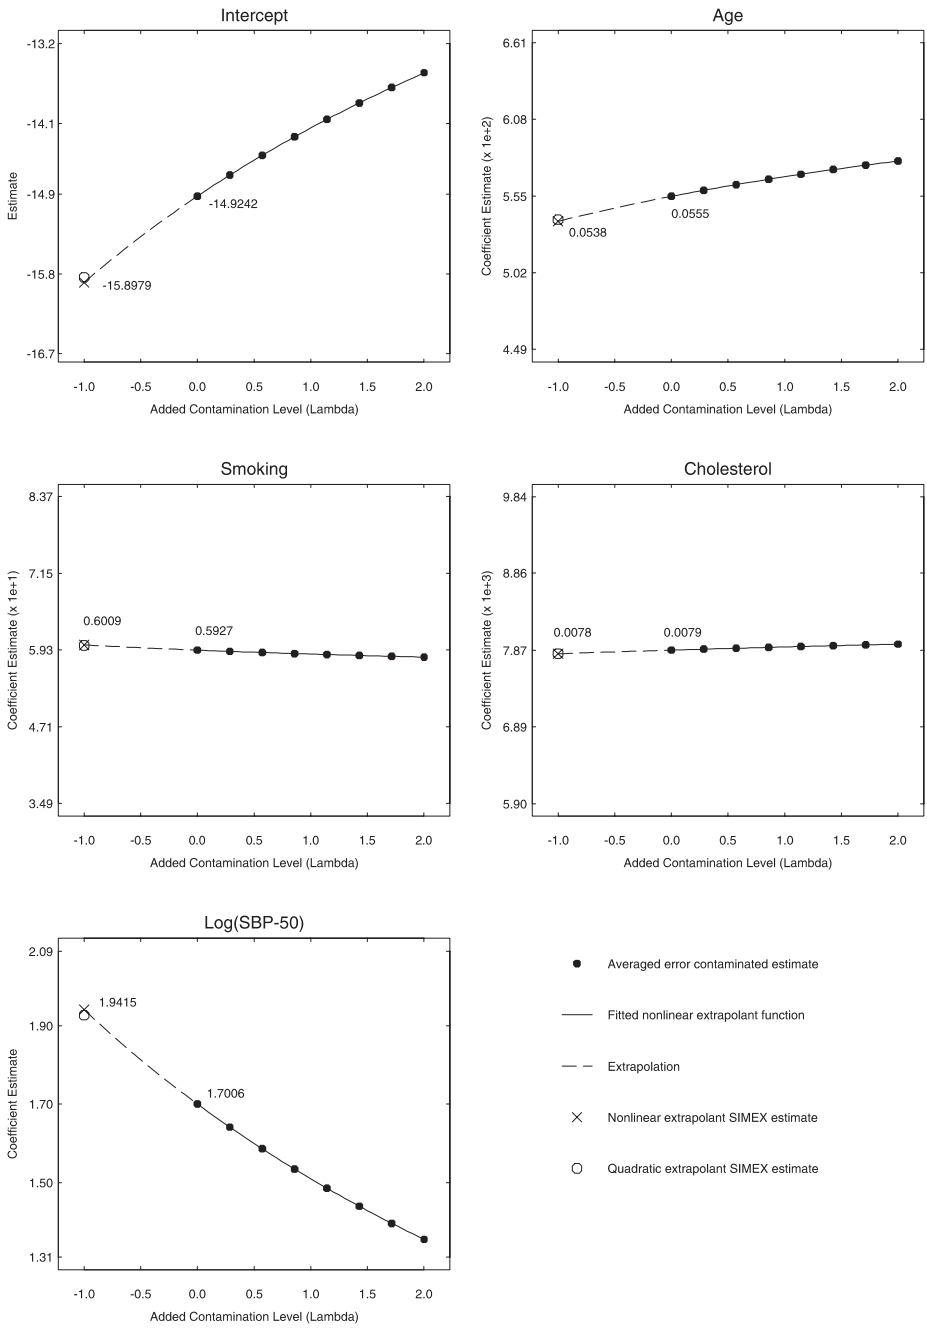 Intercept
Estimate
-13.2
-14.1
-14.9
-15.8
-16.7
-14.9242
-15.8979
-1.0 -0.5 0.0 0.5 1.0 1.5 2.0
Added Contamination Level (Lambda)
Age
Coefficient Estimate (x 1e+2)
6.61
6.08
5.55
5.02
4.49
0.0555
0.0538
-1.0 -0.5 0.0 0.5 1.0 1.5 2.0
Added Contamination Level (Lambda)
Smoking
Coefficient Estimate (x 1e+1)
8.37
7.15
5.93
4.71
3.49
0.6009
0.5927
-1.0 -0.5 0.0 0.5 1.0 1.5 2.0
Added Contamination Level (Lambda)
Cholesterol
Coefficient Estimate (x 1e+3)
9.84
8.86
7.87
6.89
5.90
0.0078
0.0079
-1.0 -0.5 0.0 0.5 1.0 1.5 2.0
Added Contamination Level (Lambda)
Log(SBP-50)
Coefficient Estimate
2.09
1.90
1.70
1.50
1.31
1.9415
1.7006
-1.0 -0.5 0.0 0.5 1.0 1.5 2.0
Added Contamination Level (Lambda)
Averaged error contaminated estimate
Fitted nonlinear extrapolant function
Extrapolation
Nonlinear extrapolant SIMEX estimate
Quadratic extrapolant SIMEX estimate